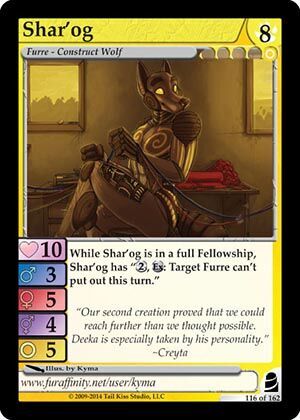 Shar'og
8
Furre - Construct Wolf
10
3
5
4
5
While Shar'og is in a full Fellowship,
Shar'og has "2, : Target Furre can't
put out this turn."
"Our second creation proved that we could
reach further than we thought possible.
Deeka is especially taken by his personality."
~Creyta
Illus. by Kyma
www.furaffinity.net/user/kyma
116 of 162
© 2009-2014 Tail Kiss Studio, LLC